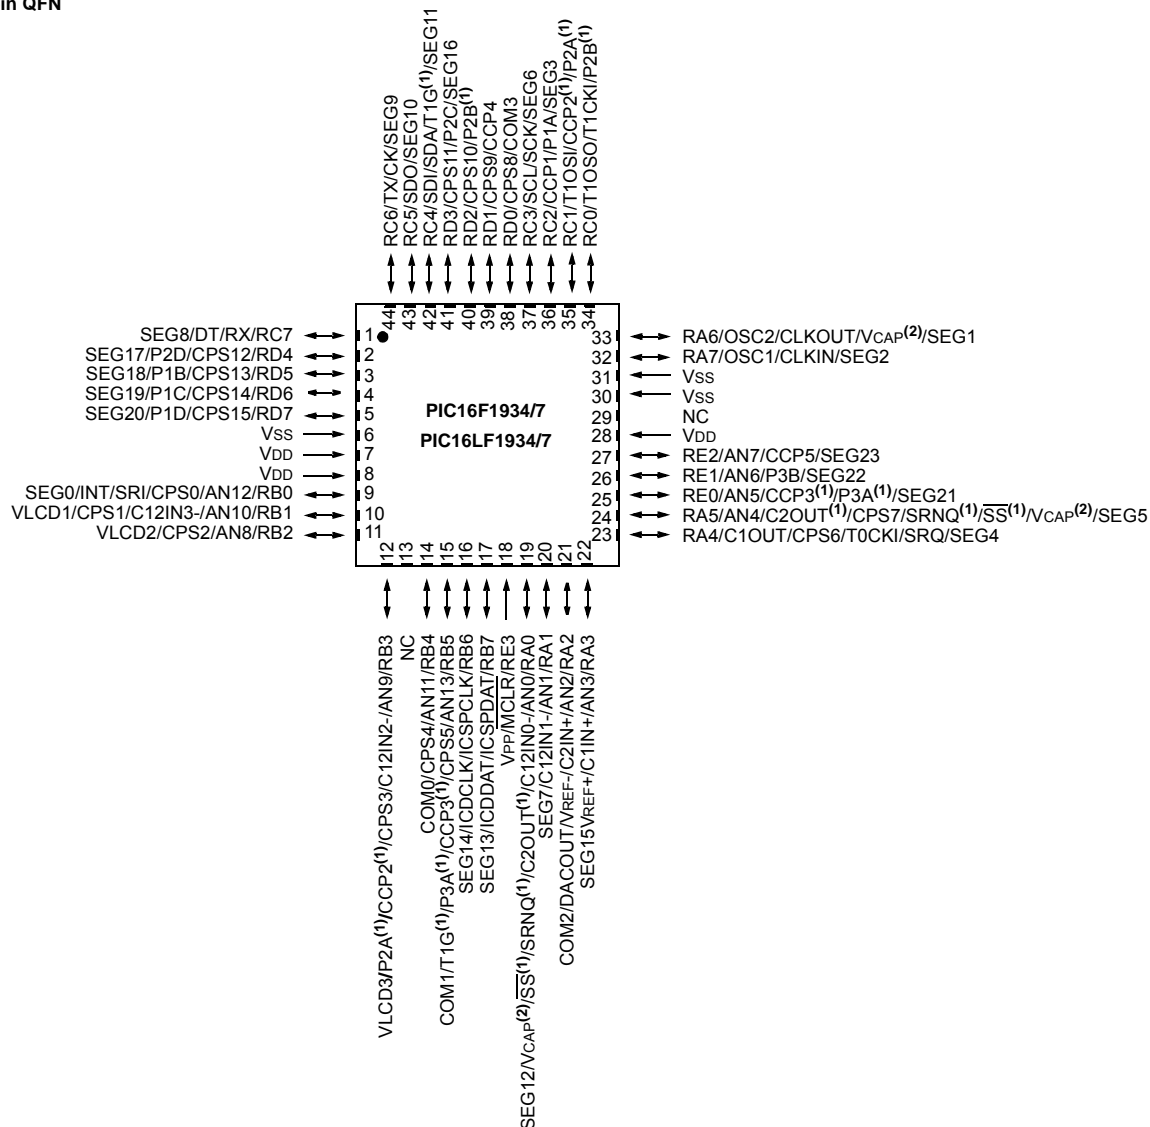 in QFN
RC6/TX/CK/SEG9
RC5/SDO/SEG10
RC4/SDI/SDA/T1G(1)/SEG11
RD3/CPS11/P2C/SEG16
RD2/CPS10/P2B(1)
RD1/CPS9/CCP4
RD0/CPS8/COM3
RC3/SCL/SCK/SEG6
RC2/CCP1/P1A/SEG3
RC1/T1OSI/CCP2(1)/P2A(1)
RC0/T1OSO/T1CKI/P2B(1)
44
43
42
41
40
39
38
37
36
35
34
SEG8/DT/RX/RC7 1
SEG17/P2D/CPS12/RD4 2
SEG18/P1B/CPS13/RD5 3
SEG19/P1C/CPS14/RD6 4
SEG20/P1D/CPS15/RD7 5
VSS 6
VDD 7
VDD 8
SEG0/INT/SRI/CPS0/AN12/RB0 9
VLCD1/CPS1/C12IN3-/AN10/RB1 10
VLCD2/CPS2/AN8/RB2 11
PIC16F1934/7
PIC16LF1934/7
33 RA6/OSC2/CLKOUT/VCAP(2)/SEG1
32 RA7/OSC1/CLKIN/SEG2
31 VSS
30 VSS
29 NC
28 VDD
27 RE2/AN7/CCP5/SEG23
26 RE1/AN6/P3B/SEG22
25 RE0/AN5/CCP3(1)/P3A(1)/SEG21
24 RA5/AN4/C2OUT(1)/CPS7/SRNQ(1)/SS(1)/VCAP(2)/SEG5
23 RA4/C1OUT/CPS6/T0CKI/SRQ/SEG4
12
13
14
15
16
17
18
19
20
21
22
VLCD3/P2A(1)/CCP2(1)/CPS3/C12IN2-/AN9/RB3
NC
COM0/CPS4/AN11/RB4
COM1/T1G(1)/P3A(1)/CCP3(1)/CPS5/AN13/RB5
SEG14/ICDCLK/ICSPCLK/RB6
SEG13/ICDDAT/ICSPDAT/RB7
VPP/MCLR/RE3
SEG12/VCAP(2)/SS(1)/SRNQ(1)/C2OUT(1)/C12IN0-/AN0/RA0
SEG7/C12IN1-/AN1/RA1
COM2/DACOUT/VREF-/C2IN+/AN2/RA2
SEG15VREF+/C1IN+/AN3/RA3